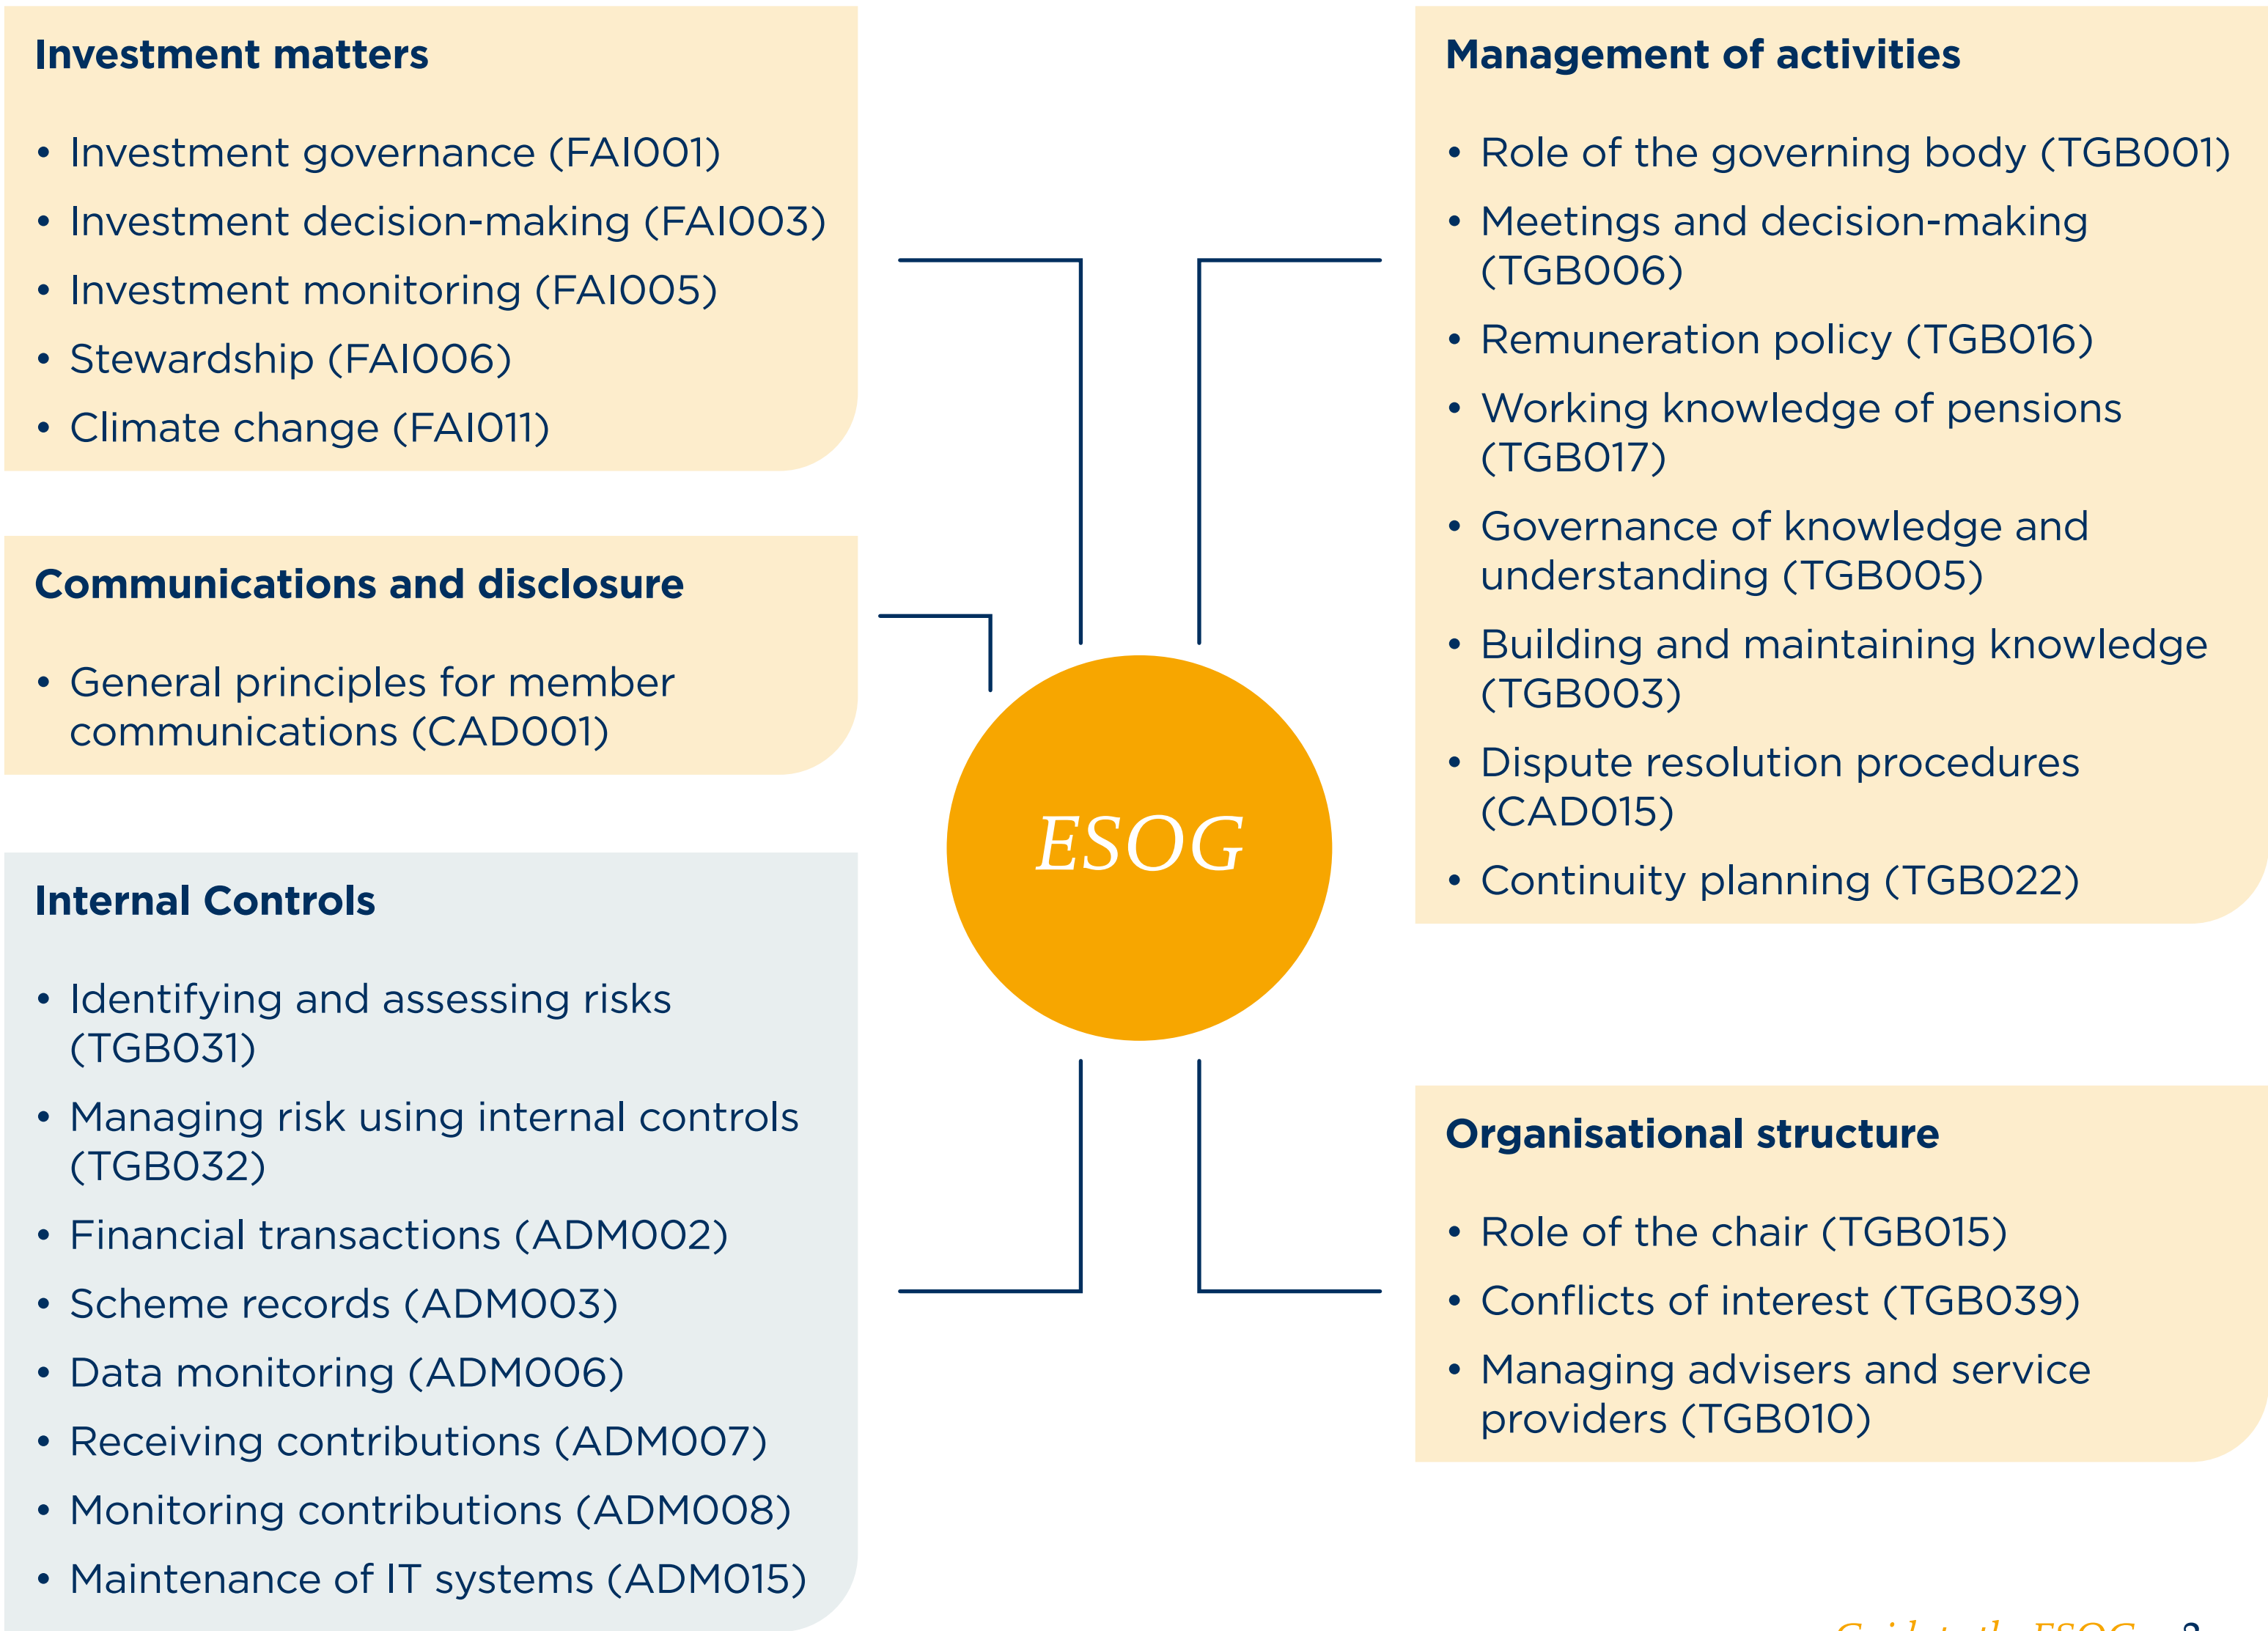 Investment matters
• Investment governance (FAI001)
• Investment decision-making (FAI003)
• Investment monitoring (FAI005)
• Stewardship (FAI006)
• Climate change (FAI011)
Communications and disclosure
• General principles for member
communications (CAD001)
Internal Controls
• Identifying and assessing risks
(TGB031)
• Managing risk using internal controls
(TGB032)
• Financial transactions (ADM002)
• Scheme records (ADM003)
• Data monitoring (ADM006)
• Receiving contributions (ADM007)
• Monitoring contributions (ADM008)
• Maintenance of IT systems (ADM015)
ESOG
Management of activities
• Role of the governing body (TGB001)
• Meetings and decision-making
(TGB006)
• Remuneration policy (TGB016)
• Working knowledge of pensions
(TGB017)
• Governance of knowledge and
understanding (TGB005)
• Building and maintaining knowledge
(TGB003)
• Dispute resolution procedures
(CAD015)
• Continuity planning (TGB022)
Organisational structure
• Role of the chair (TGB015)
• Conflicts of interest (TGB039)
• Managing advisers and service
providers (TGB010)